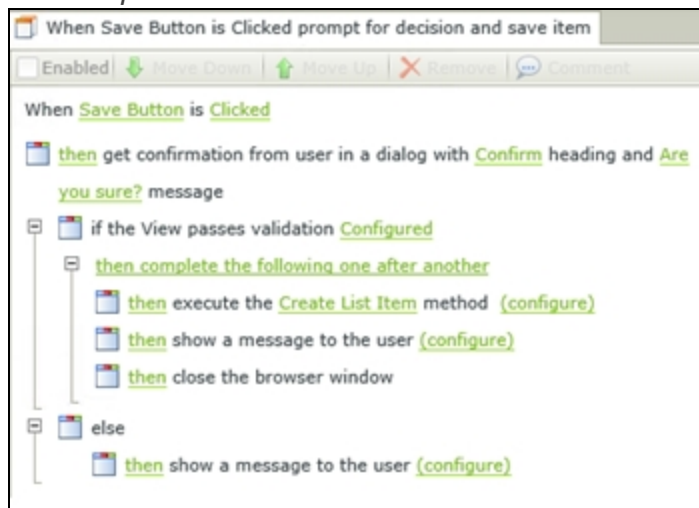 When Save Button is Clicked prompt for decision and save item
Enabled Move Down Move Up Remove Comment
When Save Button is Clicked
then get confirmation from user in a dialog with Confirm heading and Are
you sure? message
if the View passes validation Configured
then complete the following one after another
then execute the Create List Item method (configure)
then show a message to the user (configure)
then close the browser window
else
then show a message to the user (configure)